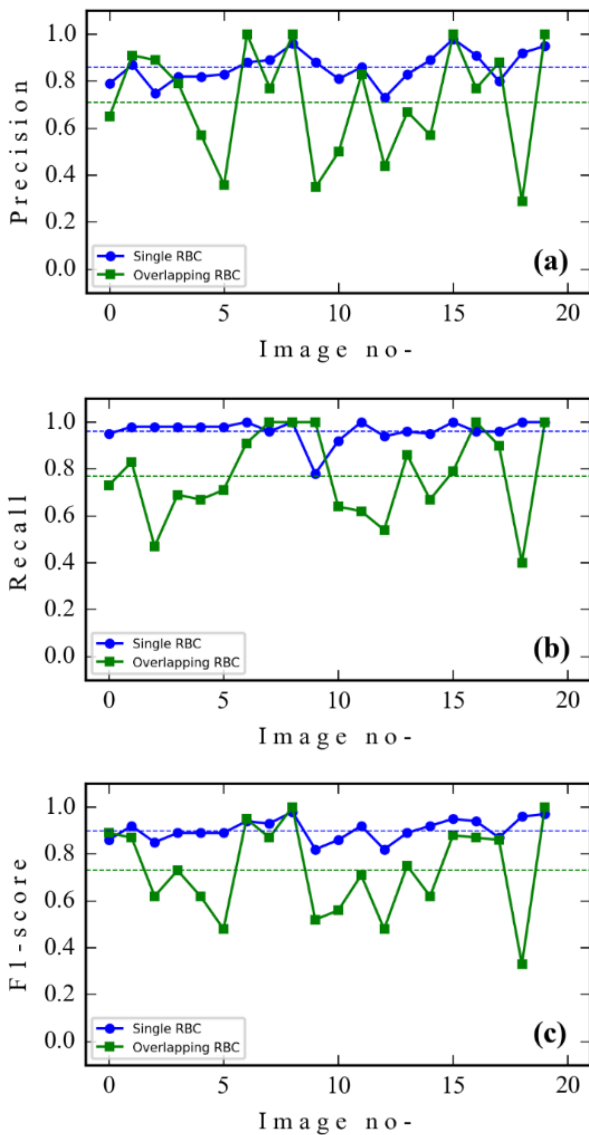 1.0
0.8
0.6
0.4
0.2
0.0
Precision
Single RBC
Overlapping RBC
(a)
0 5 10 15 20
Image no-
1.0
0.8
0.6
0.4
0.2
0.0
Recall
Single RBC
Overlapping RBC
(b)
0 5 10 15 20
Image no-
1.0
0.8
0.6
0.4
0.2
0.0
F1-score
Single RBC
Overlapping RBC
(c)
0 5 10 15 20
Image no-